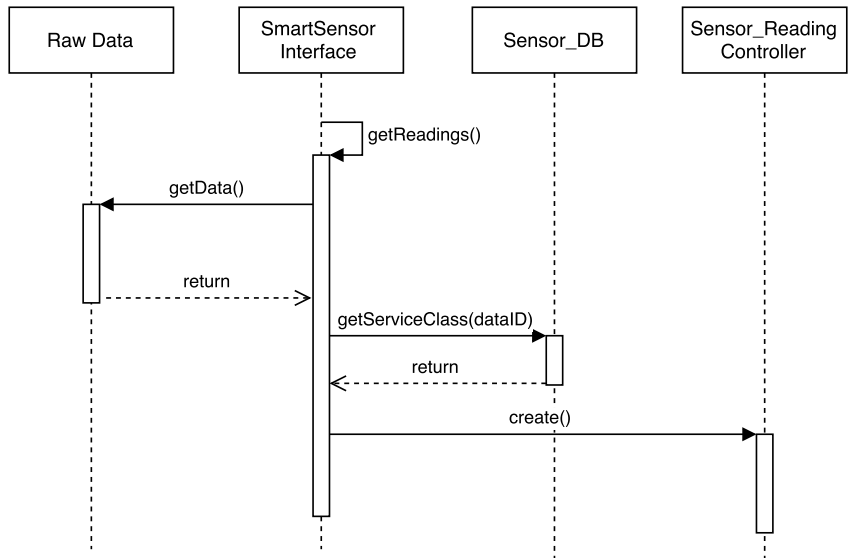 Raw Data
SmartSensor
Interface
Sensor_DB
Sensor_Reading
Controller
getReadings()
getData()
return
getServiceClass(dataID)
return
create()